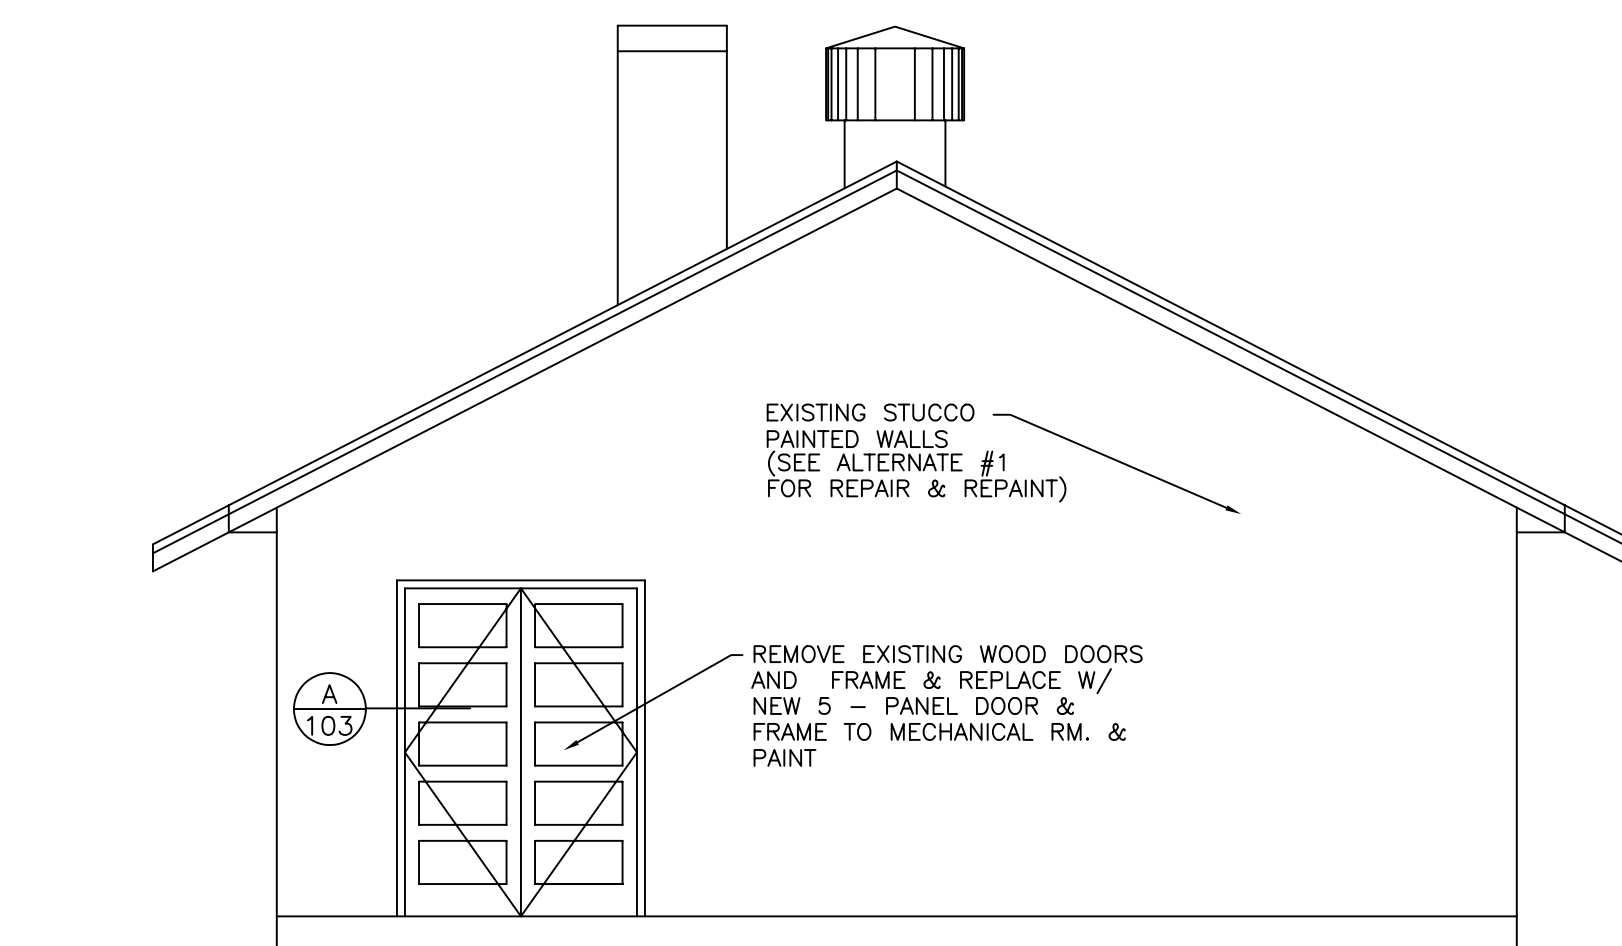 EXISTING STUCCO
PAINTED WALLS
(SEE ALTERNATE #1
FOR REPAIR & REPAINT)
REMOVE EXISTING WOOD DOORS
AND FRAME & REPLACE W/
NEW 5 – PANEL DOOR &
FRAME TO MECHANICAL RM. &
PAINT
A
103